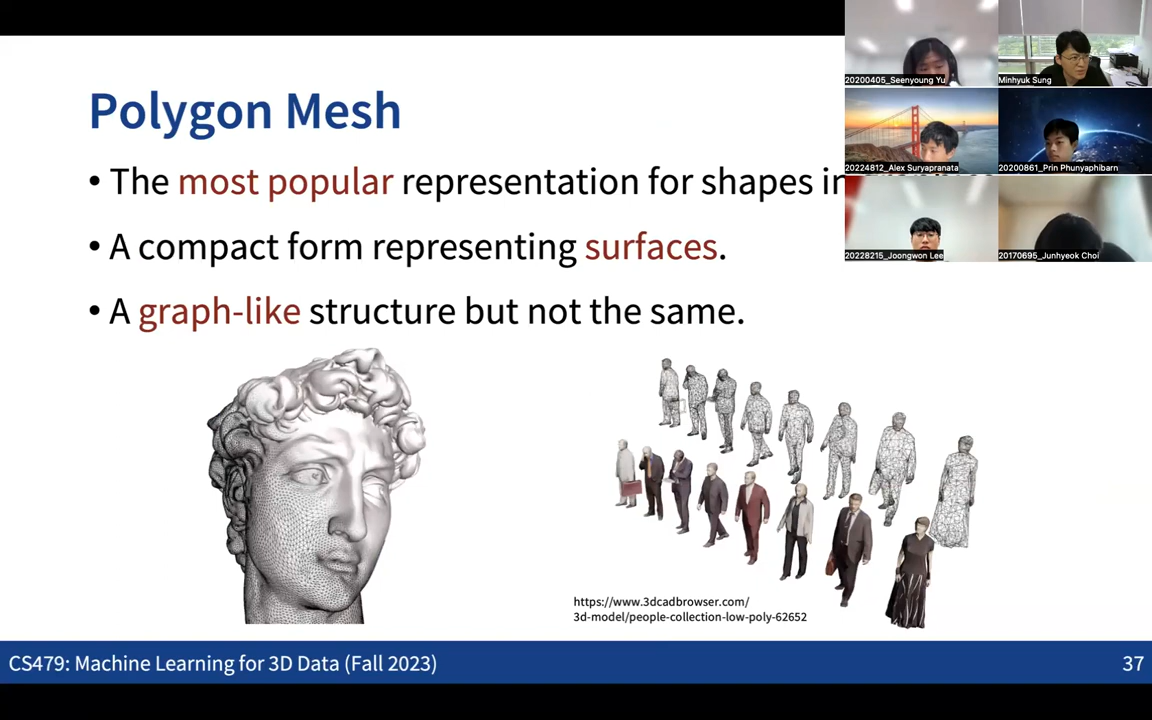 Polygon Mesh
• The most popular representation for shapes in
• A compact form representing surfaces.
• A graph-like structure but not the same.
https://www.3dcadbrowser.com/
3d-model/people-collection-low-poly-62652
CS479: Machine Learning for 3D Data (Fall 2023)
37
20200405_Seenyoung Yu
Minhyuk Sung
20224812_Alex Suryapranata
20200861_Prin Phunyaphibarn
20228215_Joongwon Lee
20170695_Junhyeok Choi